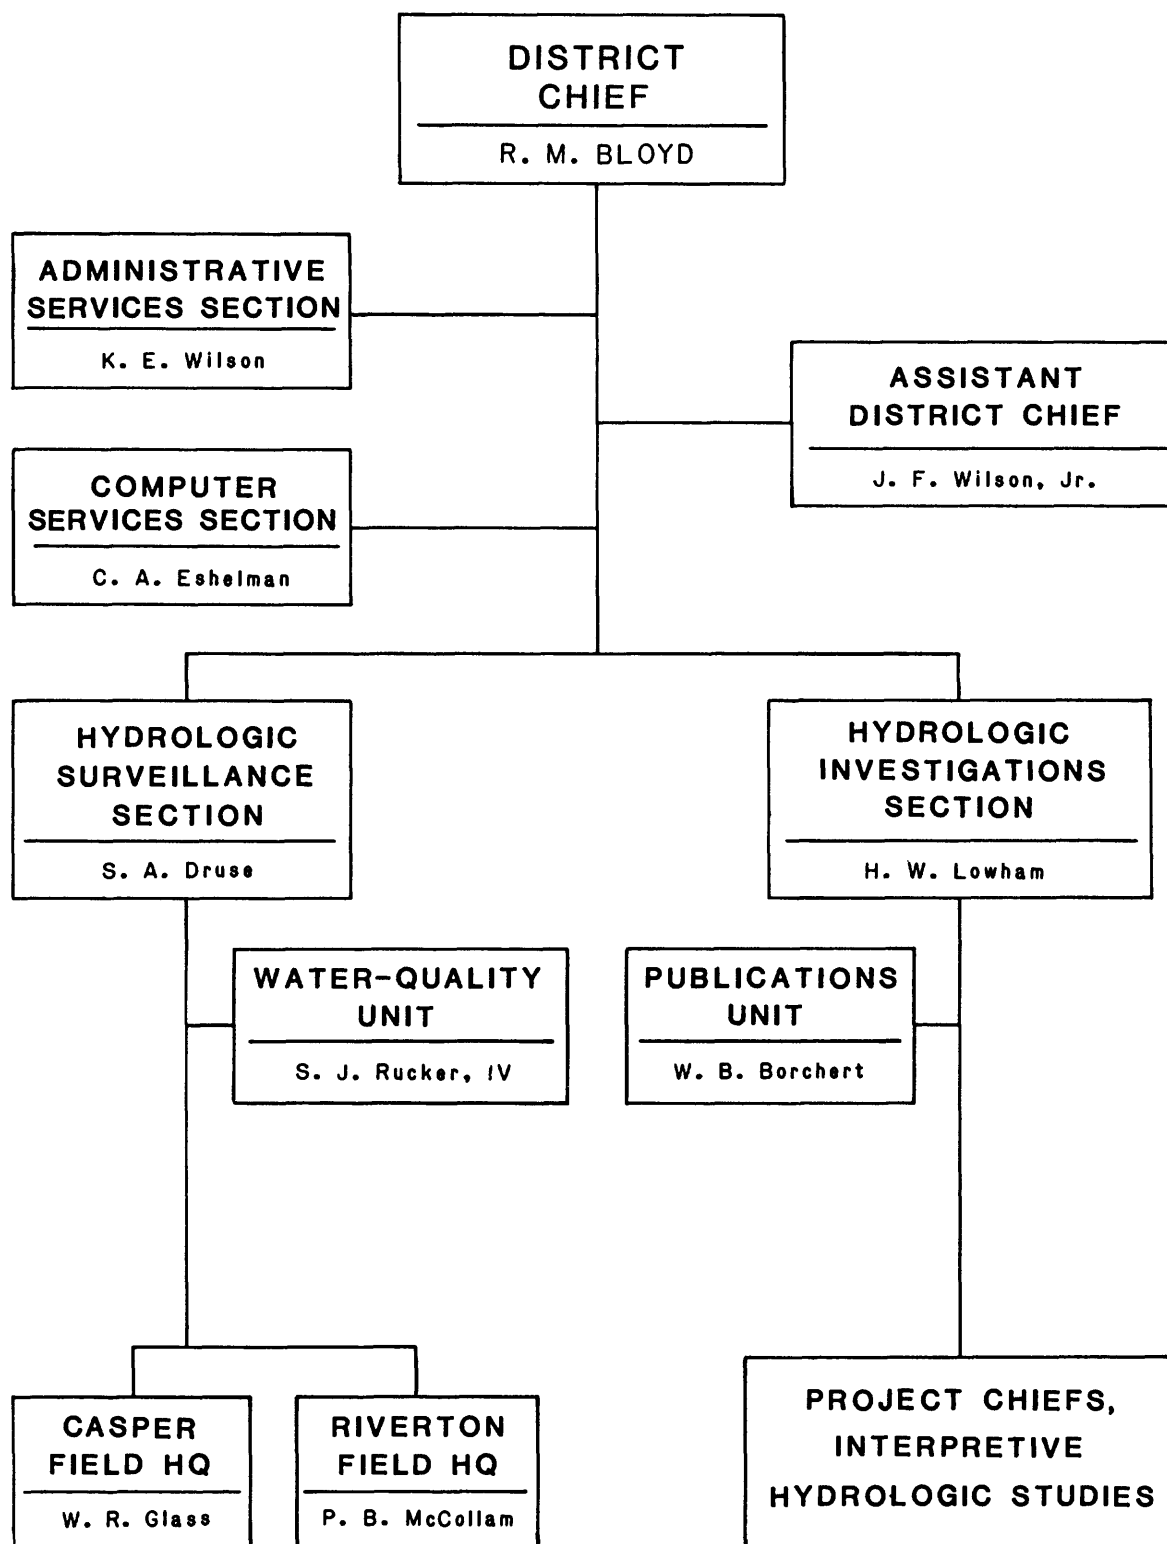 DISTRICT
CHIEF
R. M. BLOYD
ADMINISTRATIVE
SERVICES SECTION
K. E. Wilson
ASSISTANT
DISTRICT CHIEF
J. F. Wilson, Jr.
COMPUTER
SERVICES SECTION
C. A. Eshelman
HYDROLOGIC
SURVEILLANCE
SECTION
S. A. Druse
HYDROLOGIC
INVESTIGATIONS
SECTION
H. W. Lowham
WATER-QUALITY
UNIT
S. J. Rucker, IV
PUBLICATIONS
UNIT
W. B. Borchert
CASPER
FIELD HQ
W. R. Glass
RIVERTON
FIELD HQ
P. B. McCollam
PROJECT CHIEFS,
INTERPRETIVE
HYDROLOGIC STUDIES